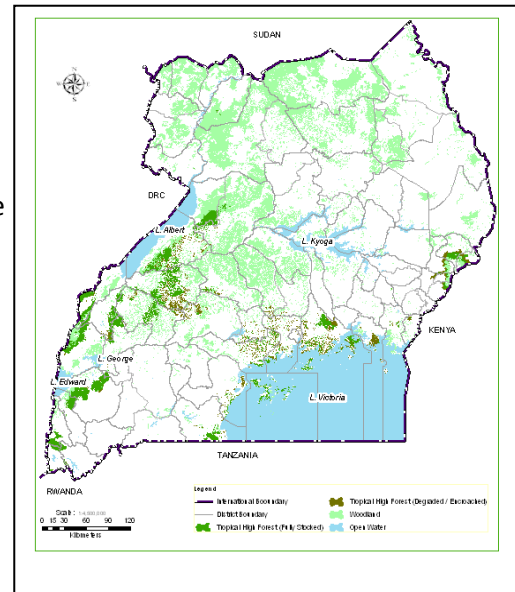 e
SUDAN
DRC
L. Albert
L. Kyoga
KENYA
L. George
L. Edward
L. Victoria
TANZANIA
RWANDA
Legend
International Boundary
District Boundary
Tropical High Forest (Fully Stocked)
Tropical High Forest (Degraded / Encroached)
Woodland
Open Water
Scale :
0 15 30 60 90 120
Kilometers